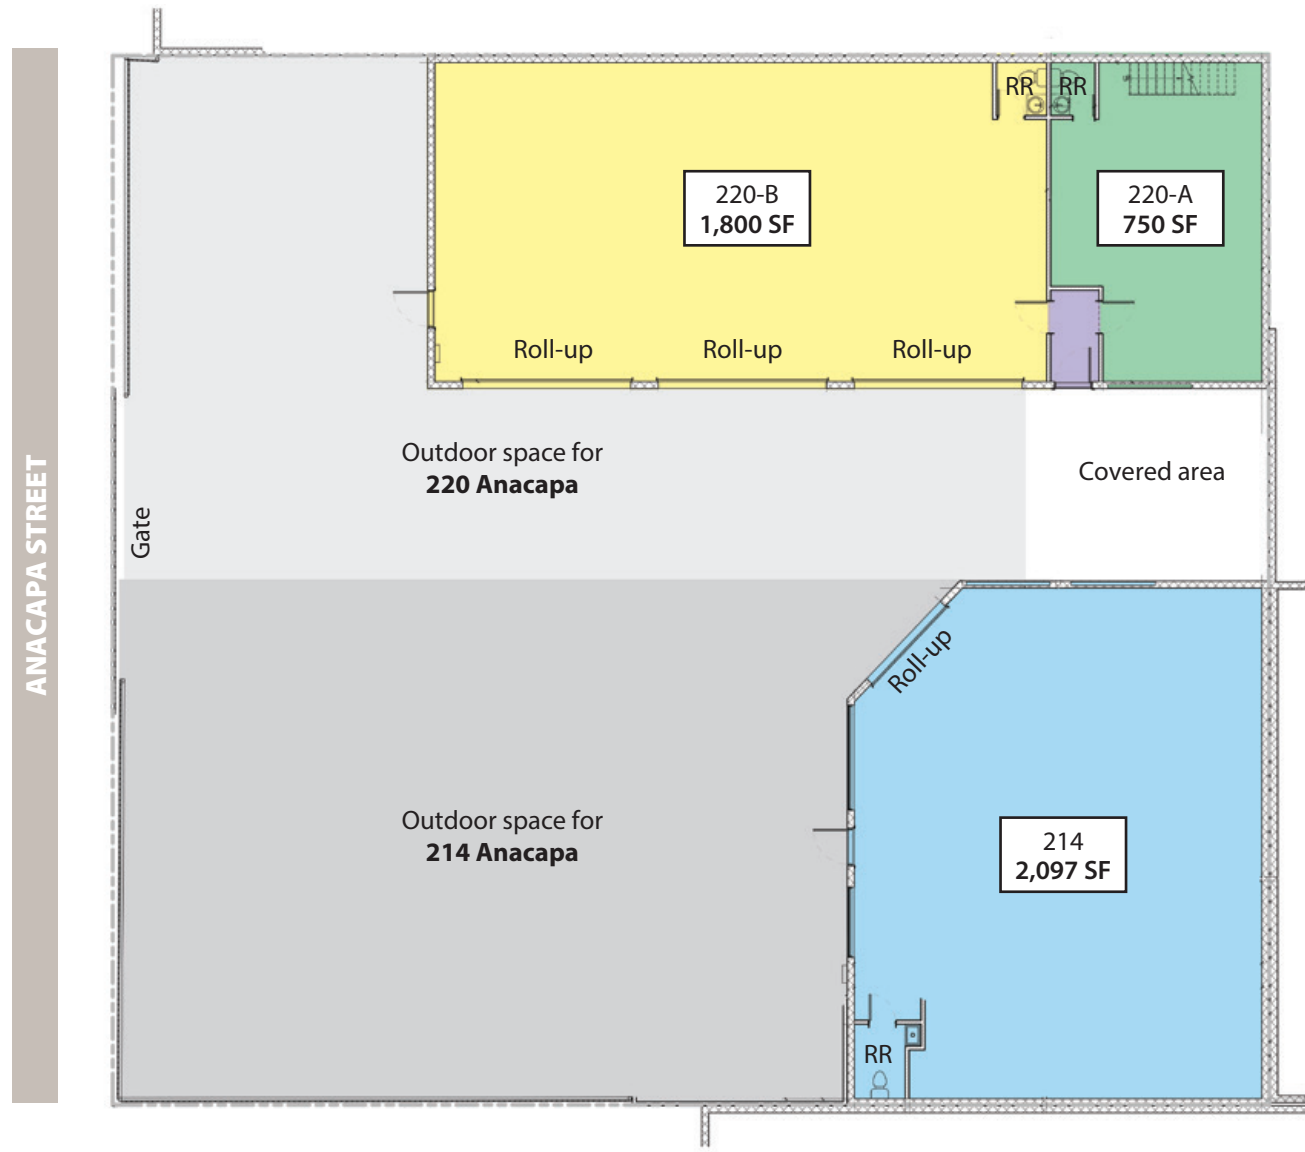 RR
RR
220-B
1,800 SF
220-A
750 SF
Roll-up
Roll-up
Roll-up
Outdoor space for
220 Anacapa
Covered area
Gate
ANACAPA STREET
Roll-up
Outdoor space for
214 Anacapa
214
2,097 SF
RR